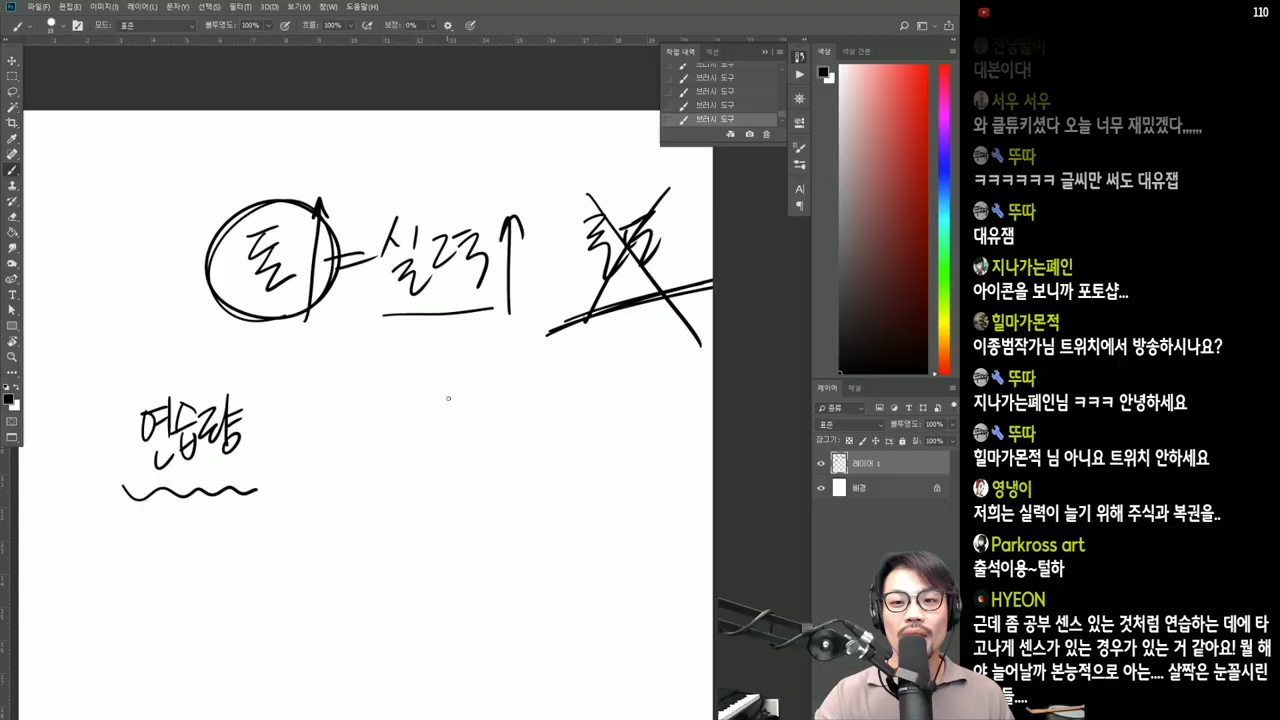 파일(F) 편집(E) 이미지(I) 레이어(L) 문자(Y) 선택(S) 필터(T) 3D(D) 보기(V) 창(W) 도움말(H)
15 모드: 표준 불투명도: 100% 흐름: 100% 보정: 0%
작업 내역 액션
브러시 도구
브러시 도구
브러시 도구
브러시 도구
브러시 도구
색상 색상 견본
돈 = 실력
연습량
레이어 채널
종류
표준 불투명도: 100%
잠그기: 칠: 100%
레이어 1
배경
110
전냥말이
대본이다!
서우 서우
와 클튜키셨다 오늘 너무 재밌겠다,,,,,,
뚜따
ㅋㅋㅋㅋㅋㅋ 글씨만 써도 대유잽
뚜따
대유잼
지나가는폐인
아이콘을 보니까 포토샵...
힐마가몬적
이종범작가님 트위치에서 방송하시나요?
뚜따
지나가는폐인님 ㅋㅋㅋ 안녕하세요
뚜따
힐마가몬적 님 아니요 트위치 안하세요
영냉이
저희는 실력이 늘기 위해 주식과 복권을..
Parkross art
출석이용~털하
HYEON
근데 좀 공부 센스 있는 것처럼 연습하는 데에 타
고나게 센스가 있는 경우가 있는 거 같아요! 뭘 해
야 늘어날까 본능적으로 아는.... 살짝은 눈꼴시린
들....